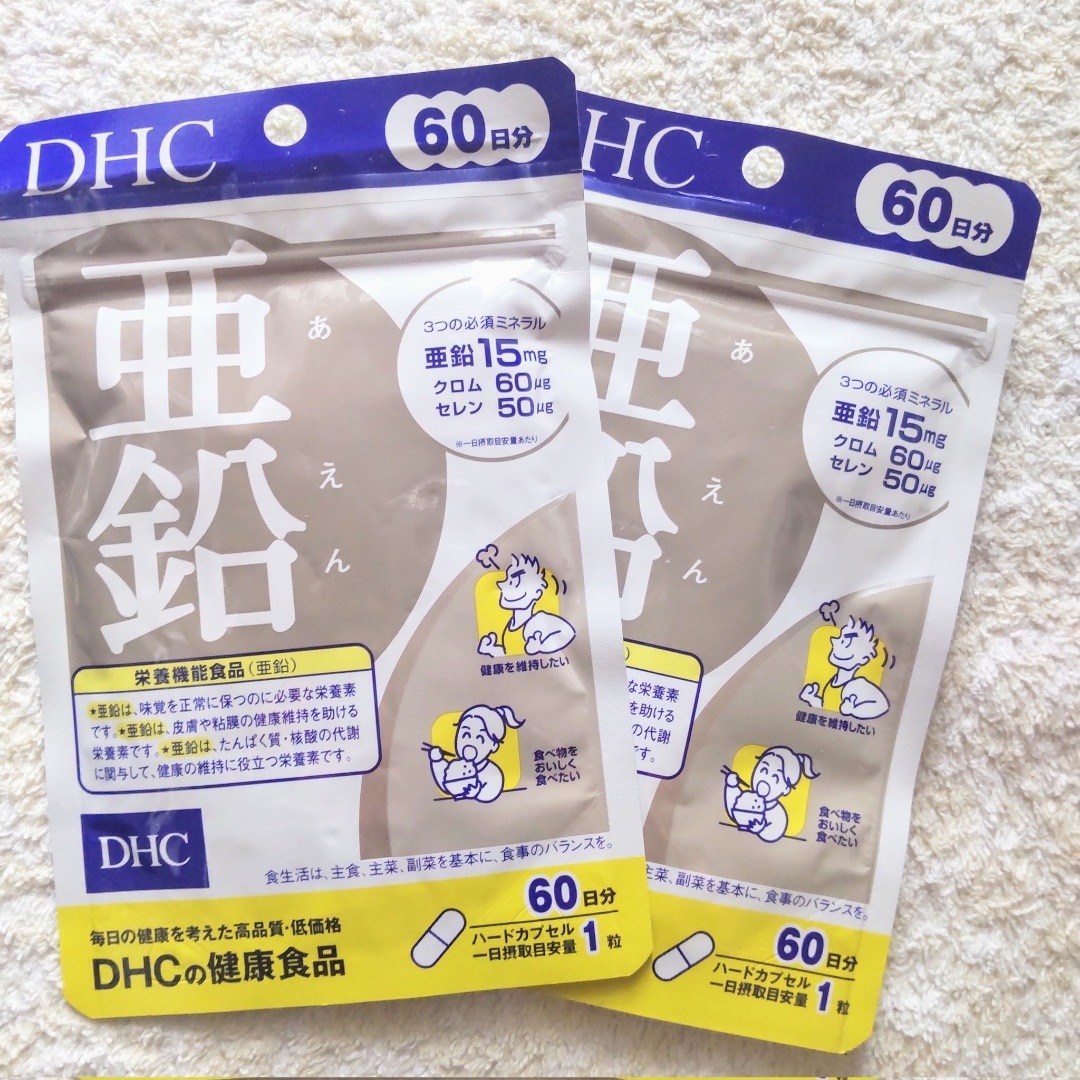 DHC
60日分
亜鉛
あえん
3つの必須ミネラル
亜鉛 15mg
クロム 60μg
セレン 50μg
※一日摂取目安量あたり
健康を維持したい
食べ物を
おいしく
食べたい
栄養機能食品(亜鉛)
★亜鉛は、味覚を正常に保つのに必要な栄養素
です。★亜鉛は、皮膚や粘膜の健康維持を助ける
栄養素です。★亜鉛は、たんぱく質・核酸の代謝
に関与して、健康の維持に役立つ栄養素です。
DHC
食生活は、主食、主菜、副菜を基本に、食事のバランスを。
毎日の健康を考えた高品質・低価格
DHCの健康食品
60日分
ハードカプセル
一日摂取目安量 1粒
HC
60日分
亜鉛
あえん
3つの必須ミネラル
亜鉛 15mg
クロム 60μg
セレン 50μg
※一日摂取目安量あたり
健康を維持したい
食べ物を
おいしく
食べたい
な栄養素
を助ける
の代謝
です。
主菜、副菜を基本に、食事のバランスを。
60日分
ハードカプセル
一日摂取目安量 1粒